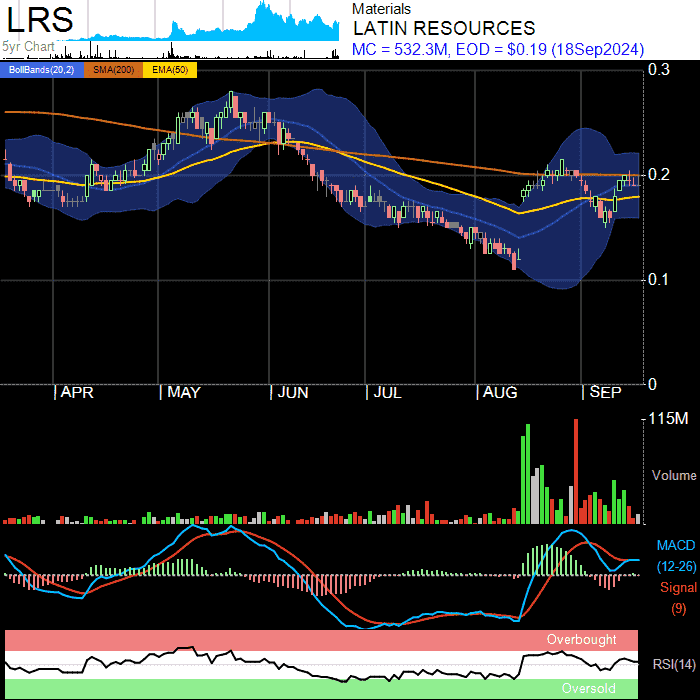 LRS
5yr Chart
Materials
LATIN RESOURCES
MC = 532.3M, EOD = $0.19 (18Sep2024)
BollBands(20,2) SMA(200) EMA(50)
0.3
0.2
0.1
0
APR MAY JUN JUL AUG SEP
115M
Volume
MACD
(12-26)
Signal
(9)
Overbought
RSI(14)
Oversold